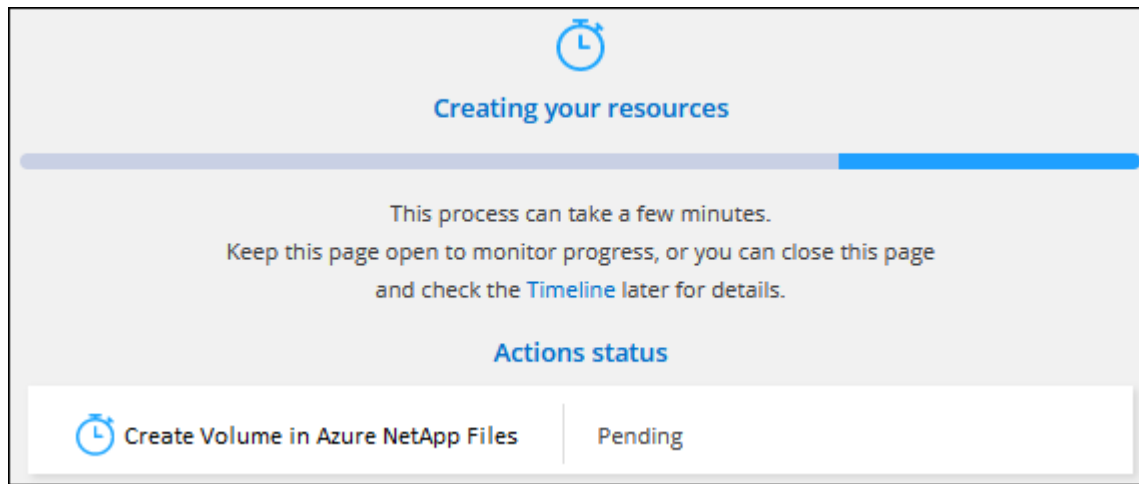 Creating your resources
This process can take a few minutes.
Keep this page open to monitor progress, or you can close this page
and check the Timeline later for details.
Actions status
Create Volume in Azure NetApp Files
Pending